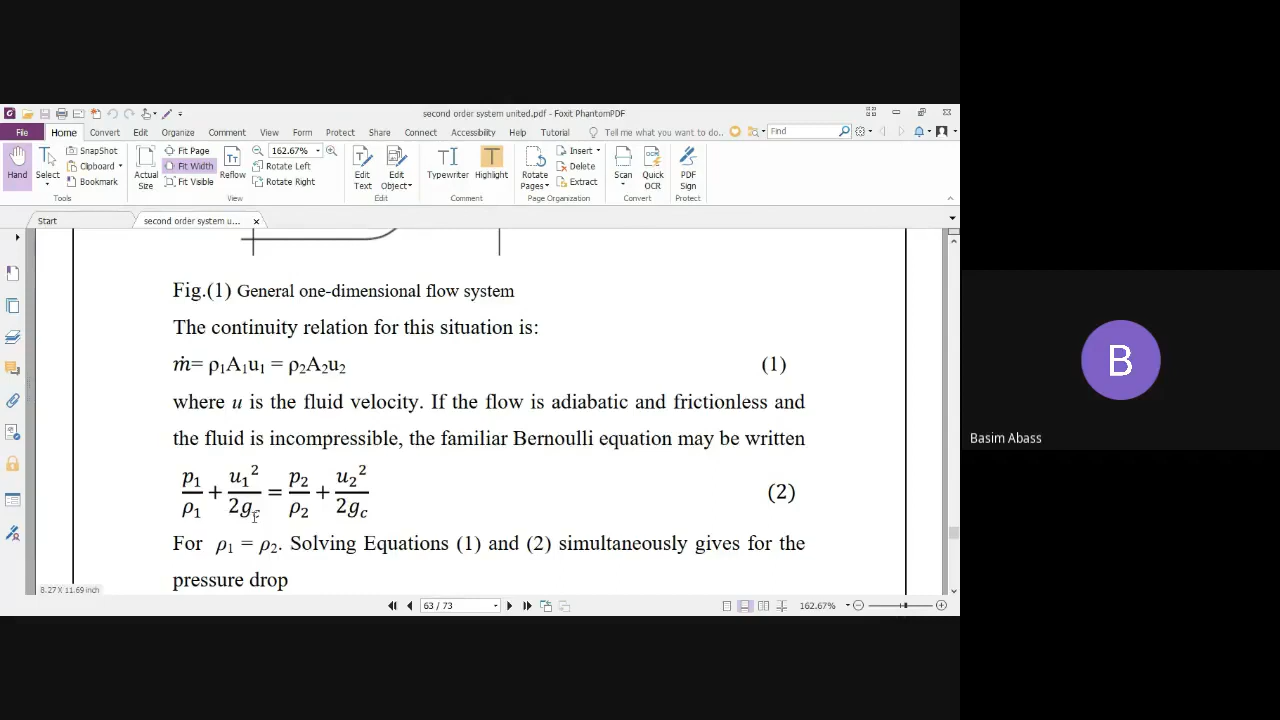 second order system united.pdf - Foxit PhantomPDF
File Home Convert Edit Organize Comment View Form Protect Share Connect Accessibility Help Tutorial Tell me what you want to do.. Find
Hand
Select
SnapShot
Clipboard
Bookmark
Actual Size
Fit Page
Fit Width
Fit Visible
Reflow
162.67%
Rotate Left
Rotate Right
Edit Text
Edit Object
Typewriter
Highlight
Rotate Pages
Insert
Delete
Extract
Scan
Quick OCR
PDF Sign
Tools View Edit Comment Page Organization Convert Protect
Start second order system u...
Fig.(1) General one-dimensional flow system
The continuity relation for this situation is:
ṁ= ρ₁A₁u₁ = ρ₂A₂u₂ (1)
where u is the fluid velocity. If the flow is adiabatic and frictionless and
the fluid is incompressible, the familiar Bernoulli equation may be written
p₁/ρ₁ + u₁²/2g_c = p₂/ρ₂ + u₂²/2g_c (2)
For ρ₁ = ρ₂. Solving Equations (1) and (2) simultaneously gives for the
pressure drop
8.27 X 11.69 inch
63 / 73
162.67%
B
Basim Abass